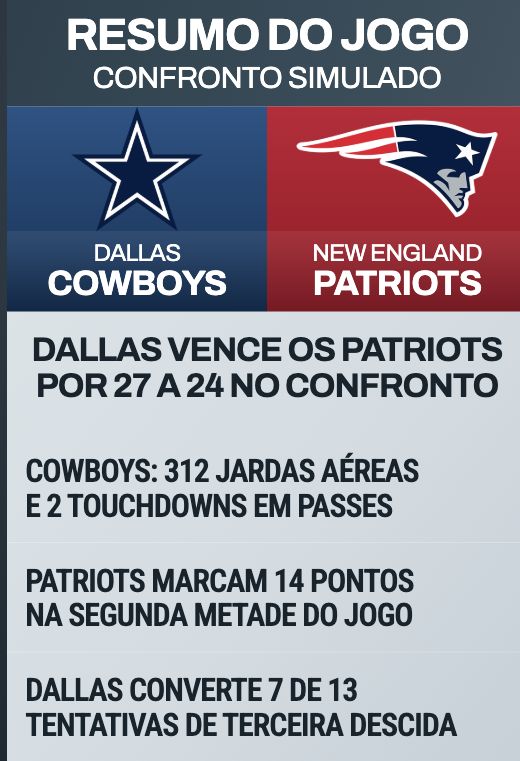 RESUMO DO JOGO
CONFRONTO SIMULADO
DALLAS
COWBOYS
NEW ENGLAND
PATRIOTS
DALLAS VENCE OS PATRIOTS
POR 27 A 24 NO CONFRONTO
COWBOYS: 312 JARDAS AÉREAS
E 2 TOUCHDOWNS EM PASSES
PATRIOTS MARCAM 14 PONTOS
NA SEGUNDA METADE DO JOGO
DALLAS CONVERTE 7 DE 13
TENTATIVAS DE TERCEIRA DESCIDA